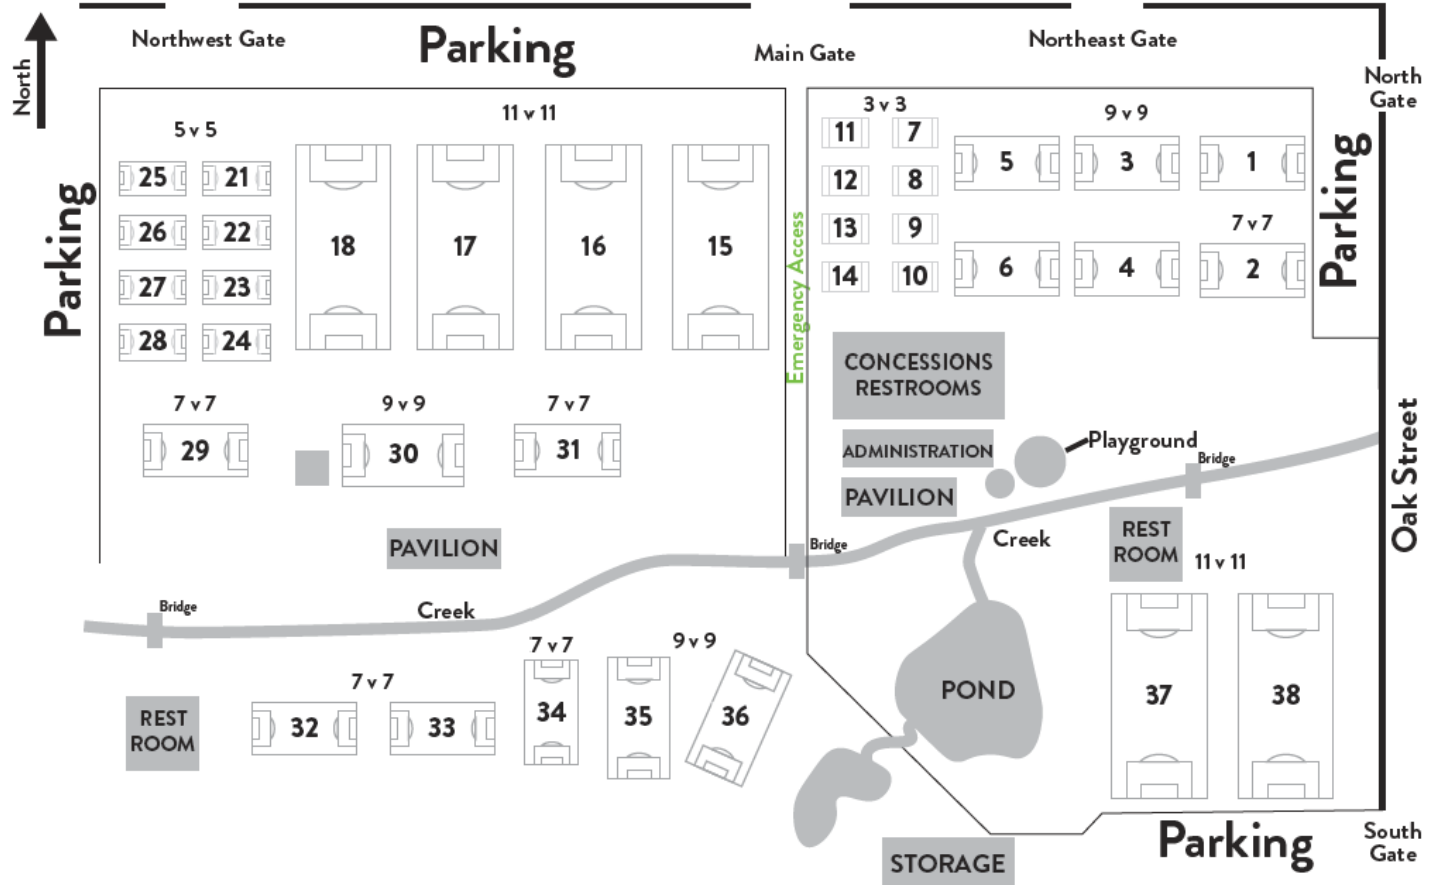 North
Northwest Gate
Parking
Main Gate
Northeast Gate
North
Gate
Parking
5 v 5
11 v 11
25
21
26
22
27
23
28
24
18
17
16
15
Emergency Access
3 v 3
11
7
12
8
13
9
14
10
9 v 9
5
3
1
7 v 7
6
4
2
Parking
7 v 7
29
9 v 9
30
7 v 7
31
PAVILION
CONCESSIONS
RESTROOMS
ADMINISTRATION
PAVILION
Playground
Bridge
Oak Street
Bridge
Creek
REST
ROOM
11 v 11
Bridge
Creek
REST
ROOM
7 v 7
32
33
7 v 7
34
9 v 9
35
36
POND
37
38
STORAGE
Parking
South
Gate